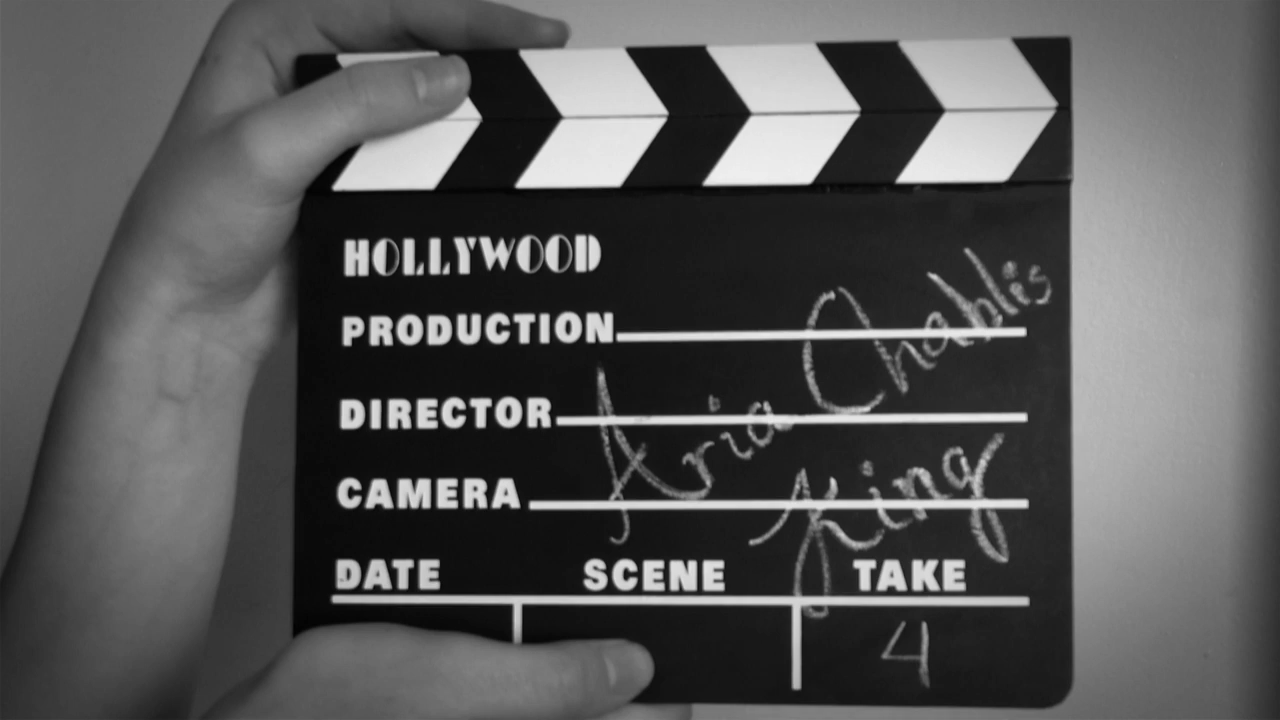 HOLLYWOOD
PRODUCTION
DIRECTOR
CAMERA
Aria Chablis
King
DATE SCENE TAKE
4